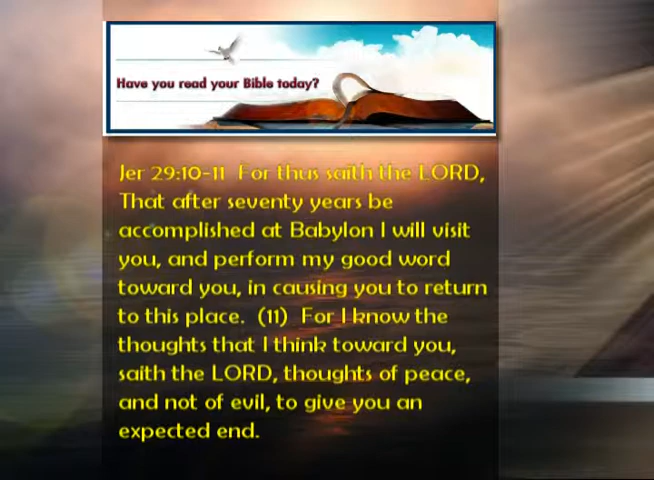 Have you read your Bible today?
Jer 29:10-11  For thus saith the LORD,
That after seventy years be
accomplished at Babylon I will visit
you, and perform my good word
toward you, in causing you to return
to this place.  (11)  For I know the
thoughts that I think toward you,
saith the LORD, thoughts of peace,
and not of evil, to give you an
expected end.